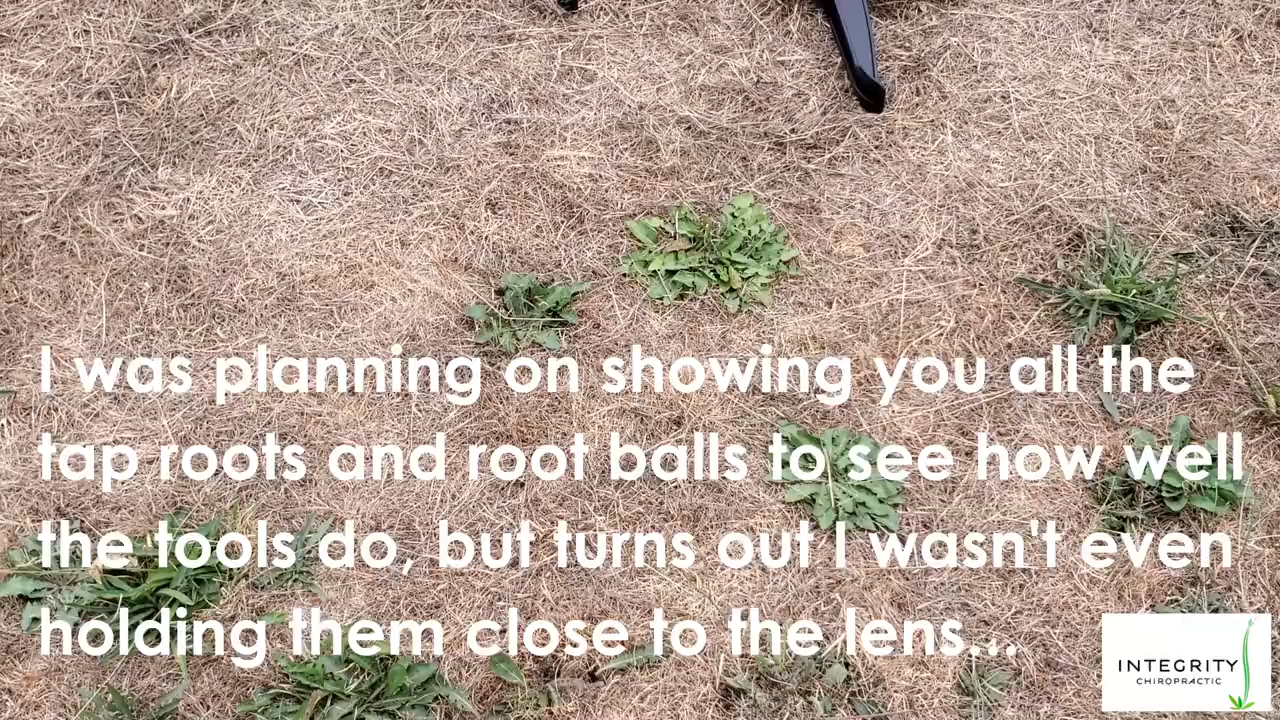 I was planning on showing you all the
tap roots and root balls to see how well
the tools do, but turns out I wasn't even
holding them close to the lens...
INTEGRITY
CHIROPRACTIC